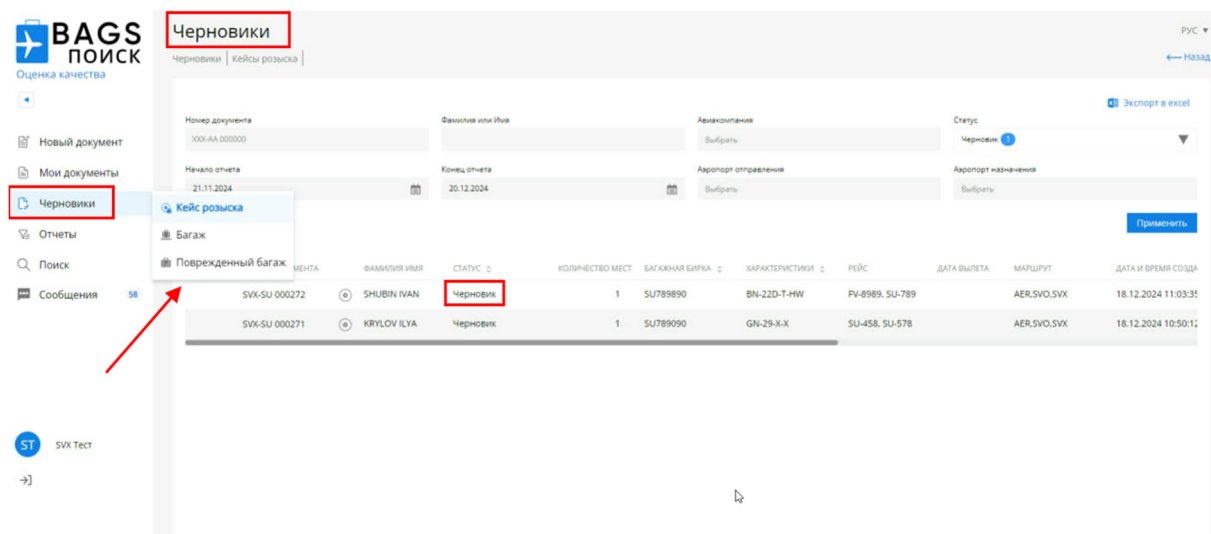 BAGS
ПОИСК
Оценка качества
Черновики
Черновики | Кейсы розыска |
РУС
Назад
Экспорт в excel
Номер документа
Фамилия или Имя
Авиакомпания
Статус
XXX-AA 000000
Выбрать
Черновик 1
Начало отчета
Конец отчета
Аэропорт отправления
Аэропорт назначения
21.11.2024
20.12.2024
Выбрать
Выбрать
Применить
Новый документ
Мои документы
Черновики
Отчеты
Поиск
Сообщения 58
Кейс розыска
Багаж
Поврежденный багаж
МЕНТА ФАМИЛИЯ ИМЯ СТАТУС КОЛИЧЕСТВО МЕСТ БАГАЖНАЯ БИРКА ХАРАКТЕРИСТИКИ РЕЙС ДАТА ВЫЛЕТА МАРШРУТ ДАТА И ВРЕМЯ СОЗДА
SVX-SU 000272 SHUBIN IVAN Черновик 1 SU789890 BN-22D-T-HW FV-8989, SU-789 AER,SVO,SVX 18.12.2024 11:03:35
SVX-SU 000271 KRYLOV ILYA Черновик 1 SU789090 GN-29-X-X SU-458, SU-578 AER,SVO,SVX 18.12.2024 10:50:12
ST SVX Тест